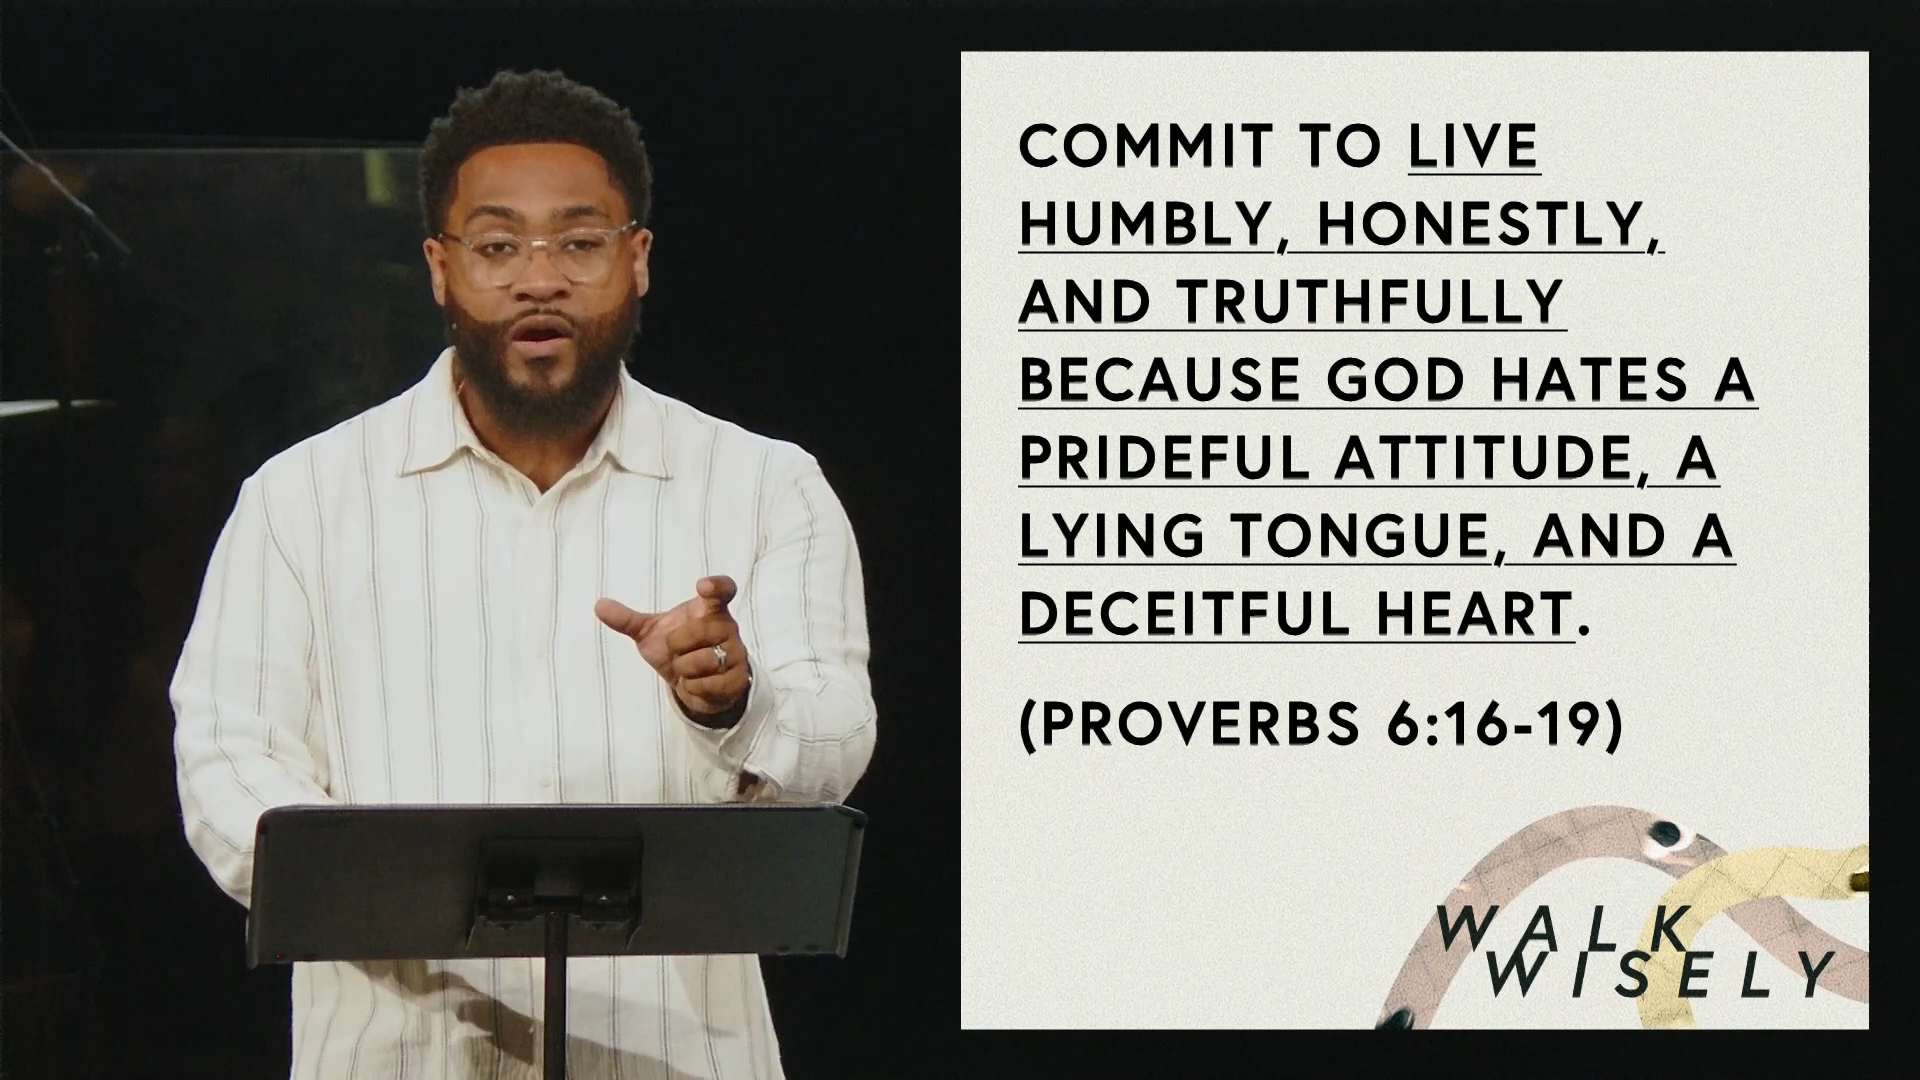 COMMIT TO LIVE
HUMBLY, HONESTLY,
AND TRUTHFULLY
BECAUSE GOD HATES A
PRIDEFUL ATTITUDE, A
LYING TONGUE, AND A
DECEITFUL HEART.
(PROVERBS 6:16-19)
WALK
WISELY